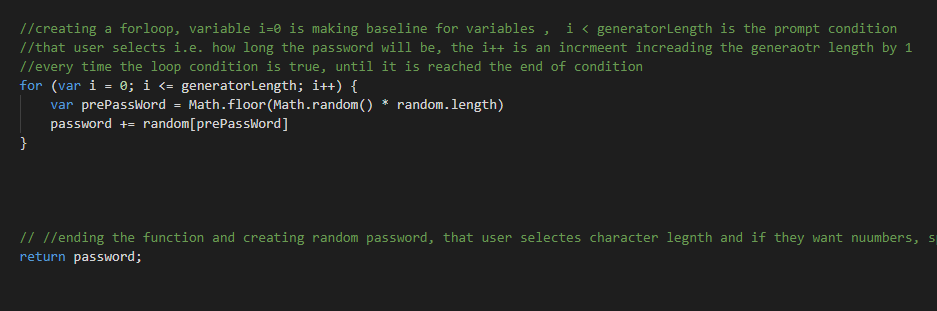 //creating a forloop, variable i=0 is making baseline for variables ,  i < generatorLength is the prompt condition
//that user selects i.e. how long the password will be, the i++ is an incrmeent increading the generaotr length by 1
//every time the loop condition is true, until it is reached the end of condition
for (var i = 0; i <= generatorLength; i++) {
    var prePassWord = Math.floor(Math.random() * random.length)
    password += random[prePassWord]
}
// //ending the function and creating random password, that user selectes character legnth and if they want nuumbers,
return password;